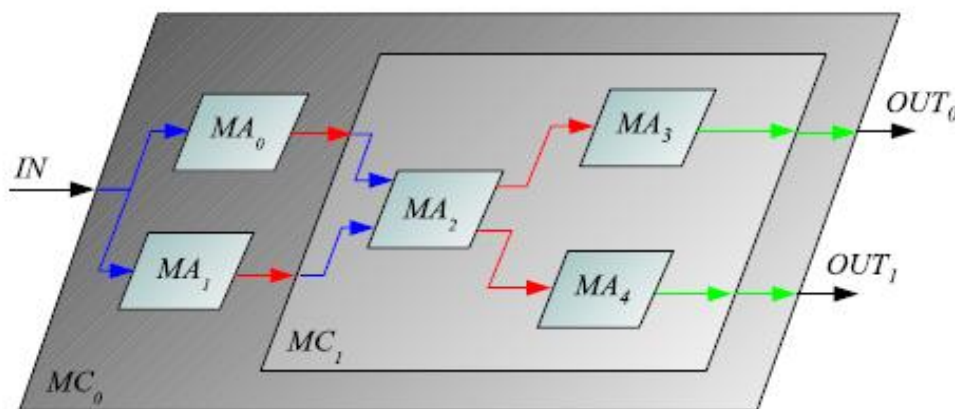 OUT₀
MA₀
MA₃
IN
MA₂
OUT₁
MA₁
MA₄
MC₁
MC₀